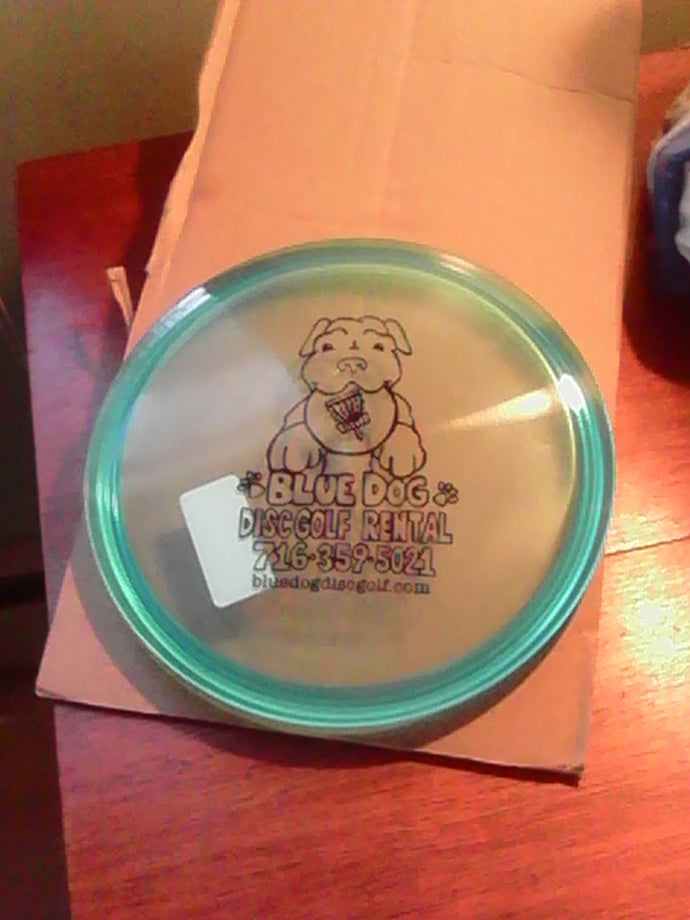 BLUE DOG
DISC GOLF RENTAL
716-359-5021
bluedogdiscgolf.com